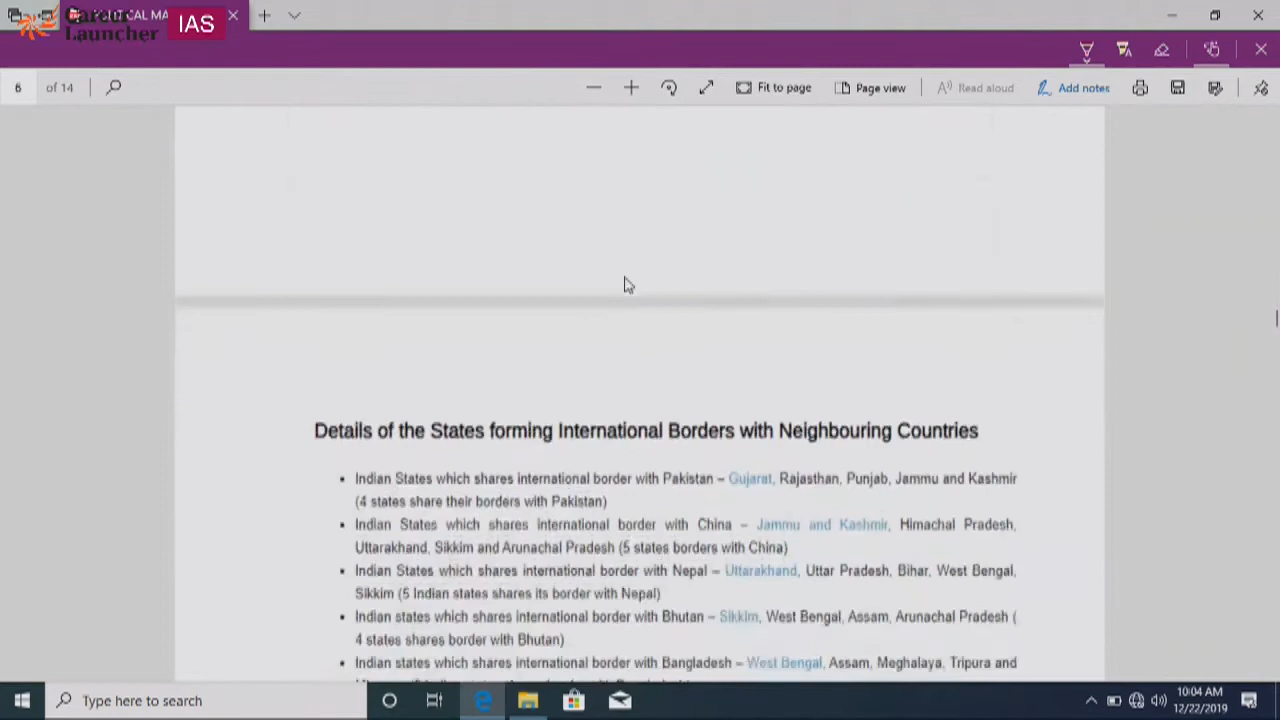 Career
Launcher
IAS
6 of 14
Fit to page
Page view
Read aloud
Add notes
Details of the States forming International Borders with Neighbouring Countries
• Indian States which shares international border with Pakistan – Gujarat, Rajasthan, Punjab, Jammu and Kashmir
(4 states share their borders with Pakistan)
• Indian States which shares international border with China – Jammu and Kashmir, Himachal Pradesh,
Uttarakhand, Sikkim and Arunachal Pradesh (5 states borders with China)
• Indian States which shares international border with Nepal – Uttarakhand, Uttar Pradesh, Bihar, West Bengal,
Sikkim (5 Indian states shares its border with Nepal)
• Indian states which shares international border with Bhutan – Sikkim, West Bengal, Assam, Arunachal Pradesh (
4 states shares border with Bhutan)
• Indian states which shares international border with Bangladesh – West Bengal, Assam, Meghalaya, Tripura and
Type here to search
10:04 AM
12/22/2019